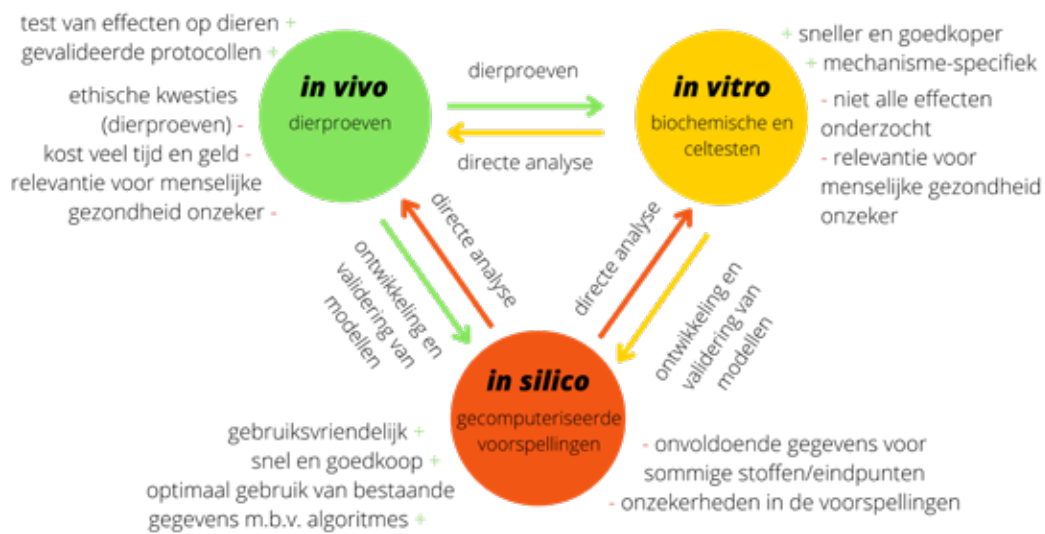 test van effecten op dieren +
gevalideerde protocollen +
ethische kwesties
(dierproeven) -
kost veel tijd en geld -
relevantie voor menselijke
gezondheid onzeker -
in vivo
dierproeven
dierproeven
directe analyse
in vitro
biochemische en
celtesten
+ sneller en goedkoper
+ mechanisme-specifiek
- niet alle effecten
onderzocht
- relevantie voor
menselijke gezondheid
onzeker
directe analyse
ontwikkeling en
validering van
modellen
directe analyse
ontwikkeling en
validering van
modellen
in silico
gecomputeriseerde
voorspellingen
gebruiksvriendelijk +
snel en goedkoop +
optimaal gebruik van bestaande
gegevens m.b.v. algoritmes +
- onvoldoende gegevens voor
sommige stoffen/eindpunten
- onzekerheden in de voorspellingen